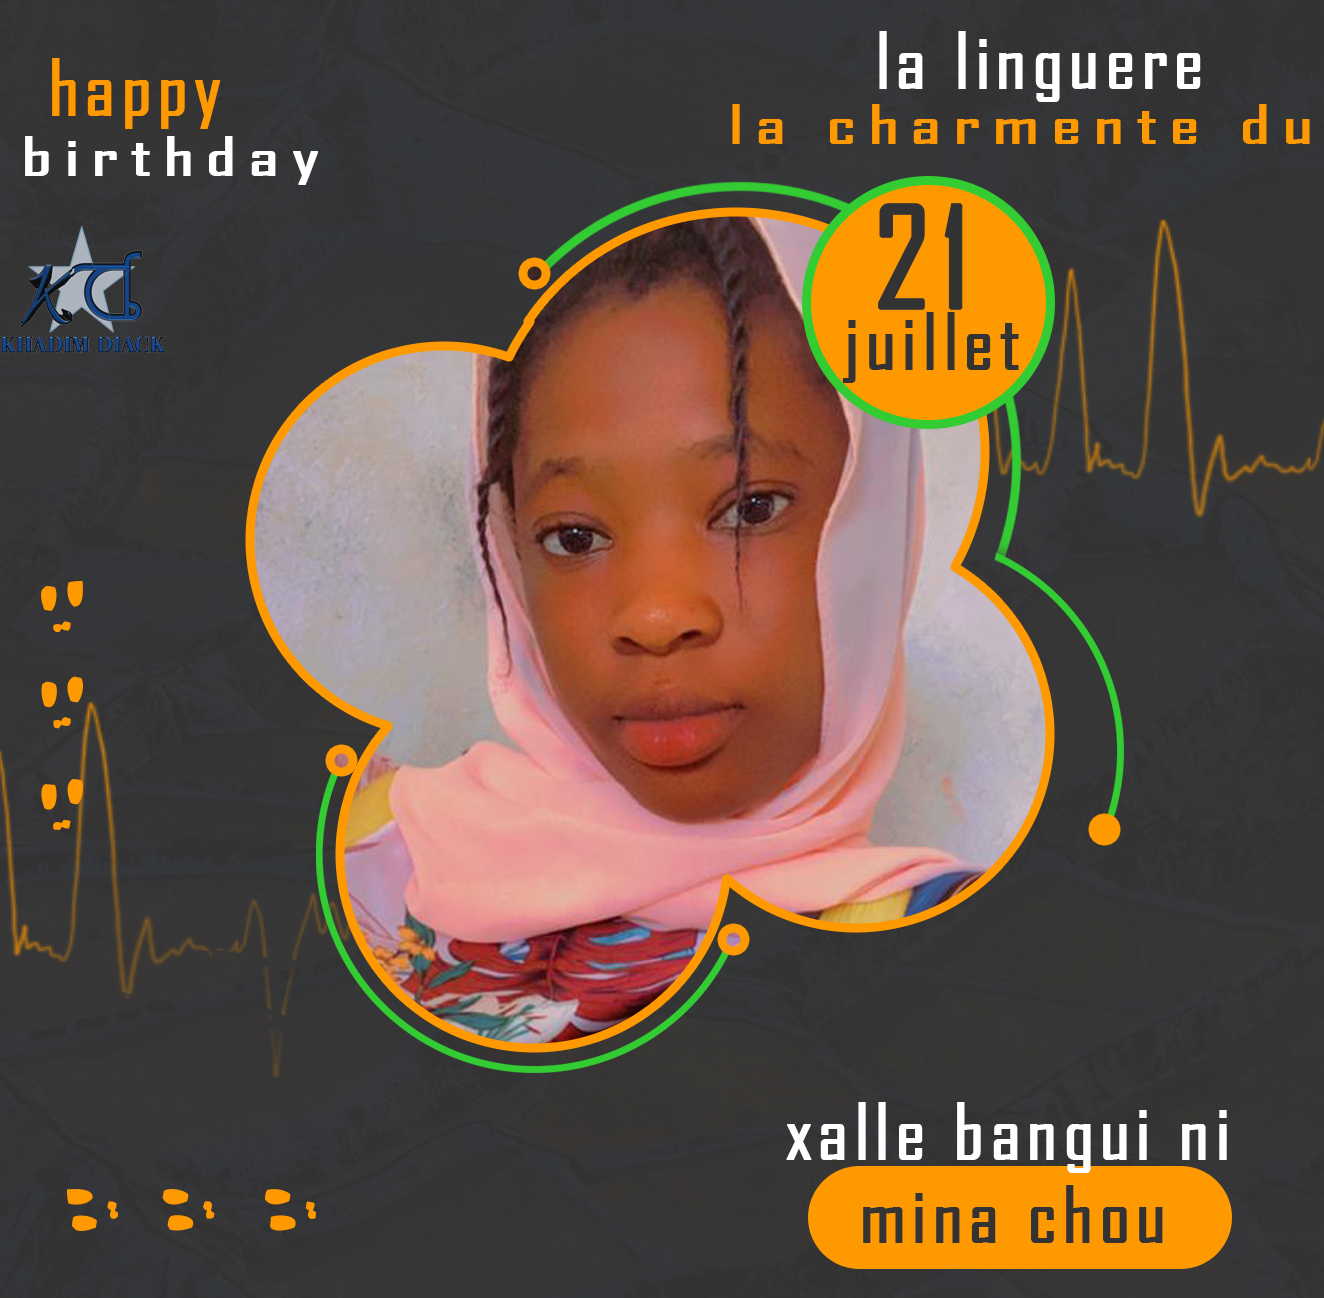 happy
birthday
la linguere
la charmente du
21
juillet
KHADIM DIACK
xalle bangui ni
mina chou